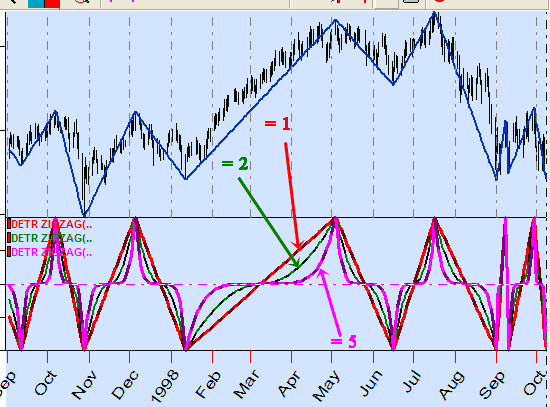 = 1
= 2
DETR ZIGZAG(..
DETR ZIGZAG(..
DETR ZIGZAG(..
= 5
Sep Oct Nov Dec 1998 Feb Mar Apr May Jun Jul Aug Sep Oct